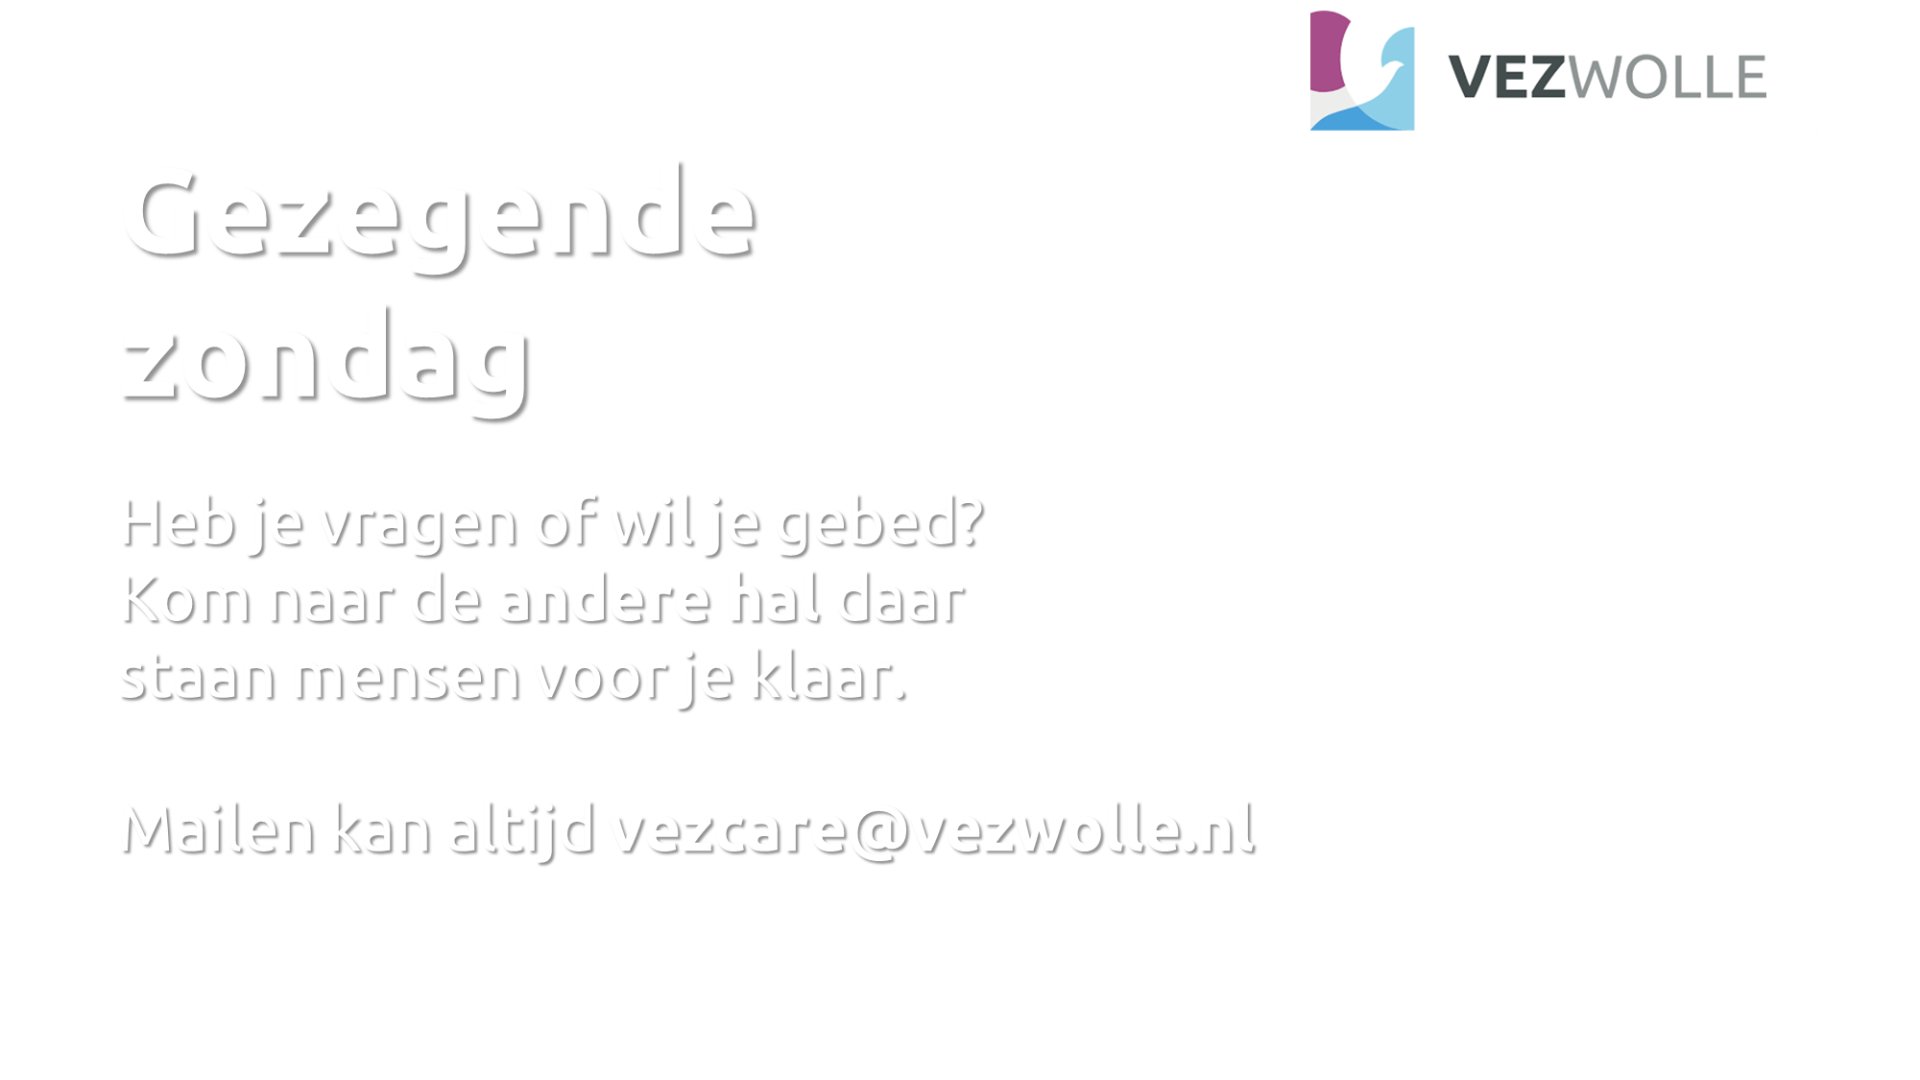 VEZWOLLE
Gezegende
zondag
Heb je vragen of wil je gebed?
Kom naar de andere hal daar
staan mensen voor je klaar.
Mailen kan altijd vezcare@vezwolle.nl